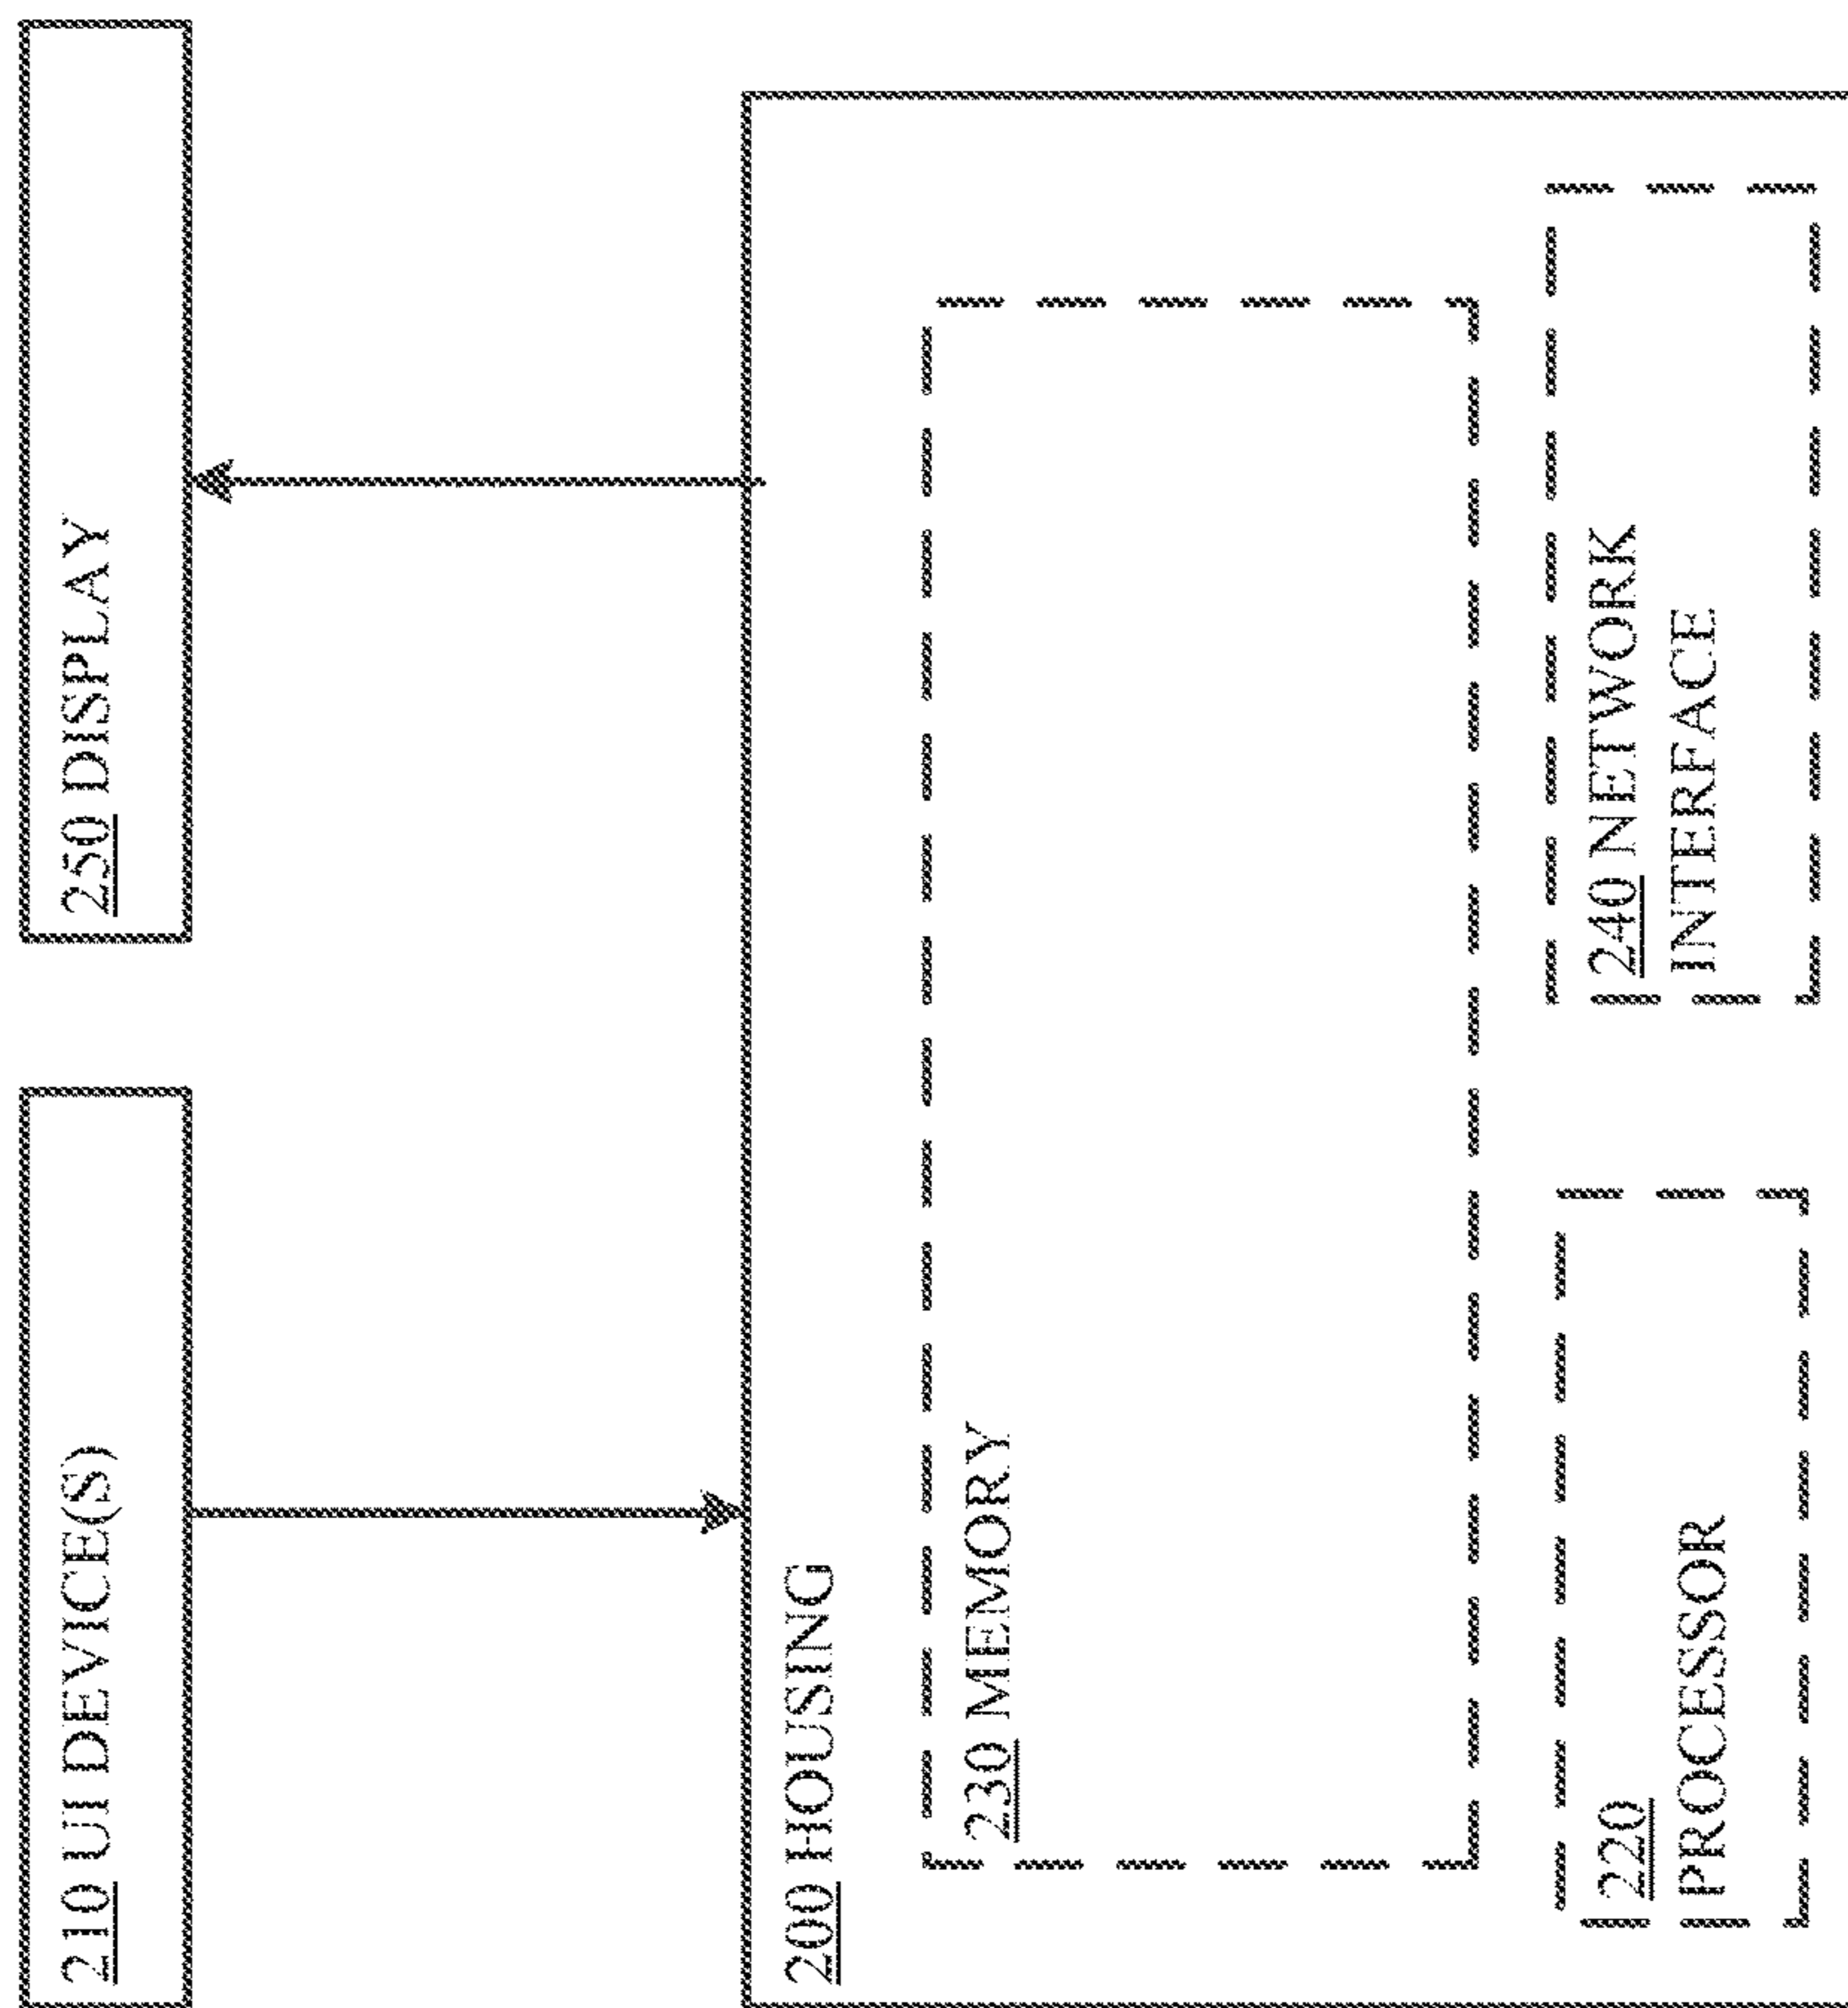 210 UI DEVICE(S)
250 DISPLAY
200 HOUSING
230 MEMORY
220
PROCESSOR
240 NETWORK
INTERFACE